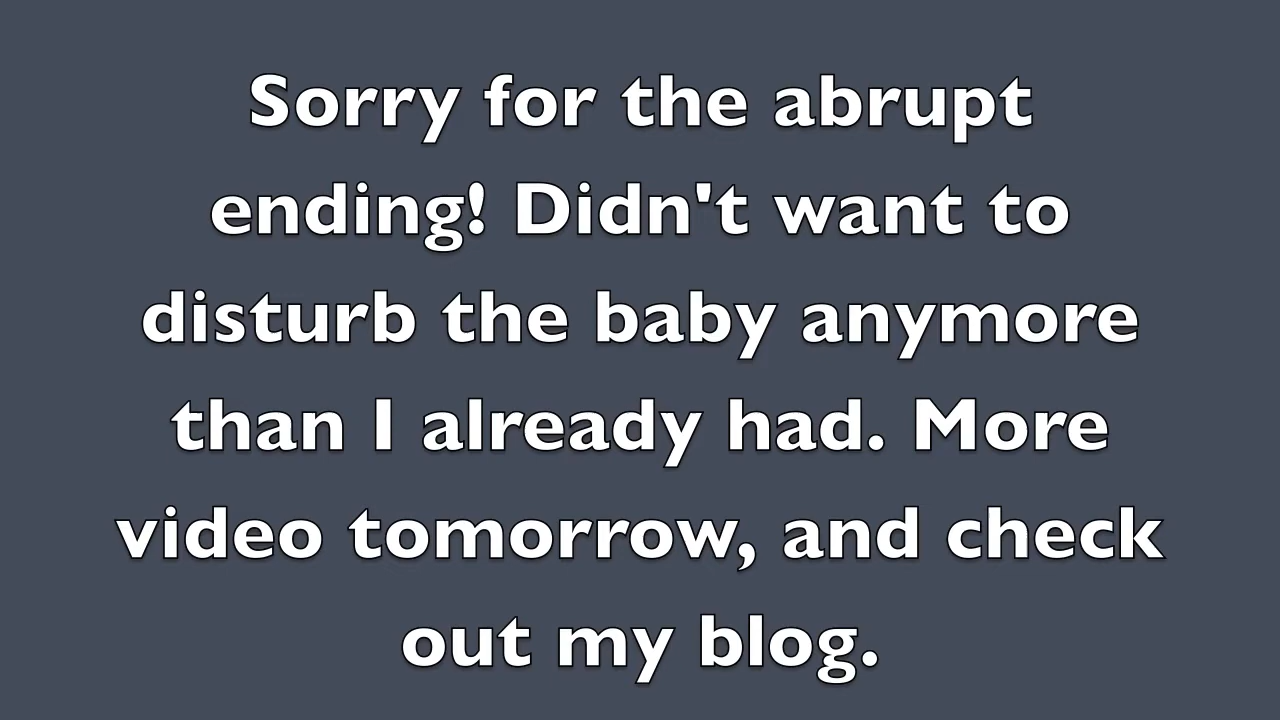 Sorry for the abrupt
ending! Didn't want to
disturb the baby anymore
than I already had. More
video tomorrow, and check
out my blog.